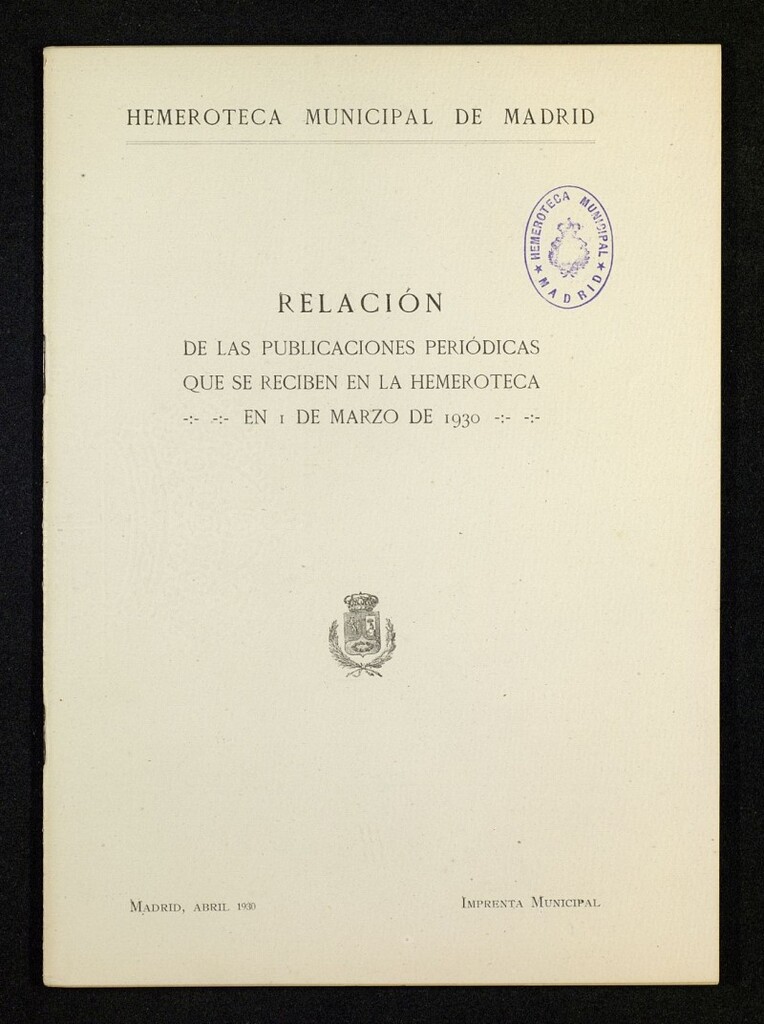 HEMEROTECA MUNICIPAL DE MADRID
★ HEMEROTECA MUNICIPAL ★
MADRID
RELACIÓN
DE LAS PUBLICACIONES PERIÓDICAS
QUE SE RECIBEN EN LA HEMEROTECA
-:- -:- EN 1 DE MARZO DE 1930 -:- -:-
MADRID, ABRIL 1930
IMPRENTA MUNICIPAL